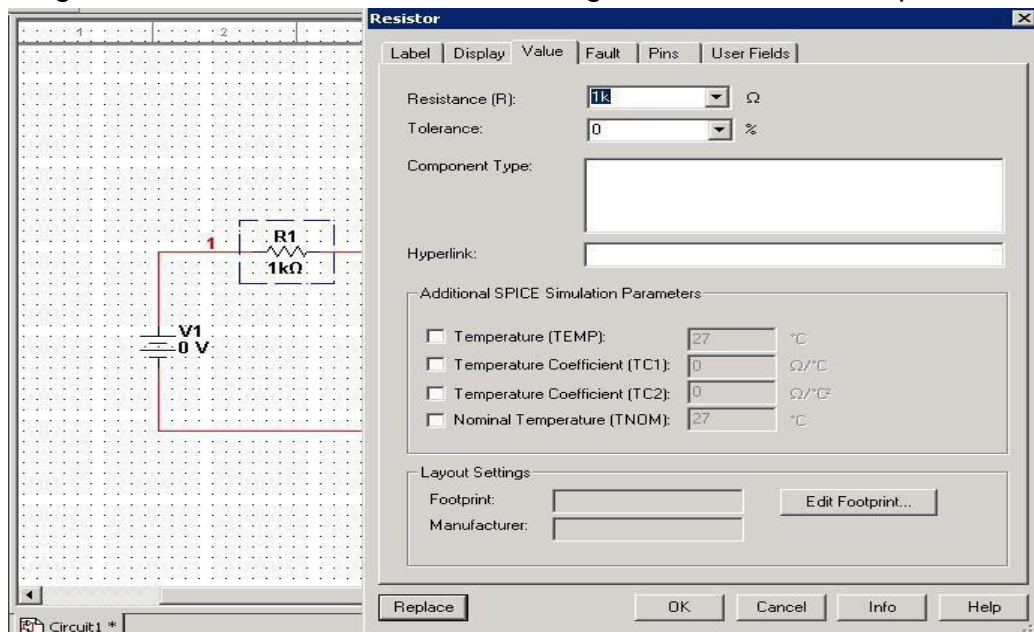 Resistor
1 2
Label Display Value Fault Pins User Fields
Resistance (R): 1k Ω
Tolerance: 0 %
Component Type:
Hyperlink:
Additional SPICE Simulation Parameters
Temperature (TEMP): 27 °C
Temperature Coefficient (TC1): 0 Ω/°C
Temperature Coefficient (TC2): 0 Ω/°C²
Nominal Temperature (TNOM): 27 °C
Layout Settings
Footprint: Edit Footprint...
Manufacturer:
Replace OK Cancel Info Help
1
R1
1kΩ
V1
0 V
Circuit1 *